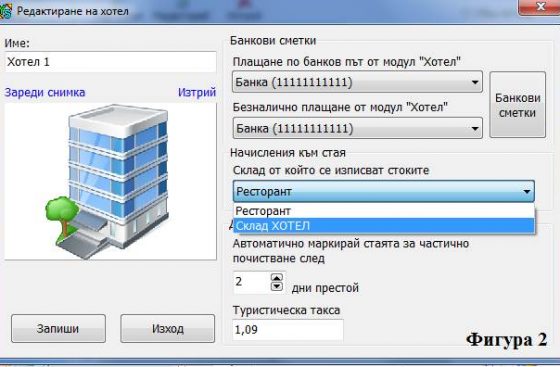 Редактиране на хотел
Име:
Хотел 1
Зареди снимка
Изтрий
Запиши
Изход
Банкови сметки
Плащане по банков път от модул "Хотел"
Банка (11111111111)
Безналично плащане от модул "Хотел"
Банка (11111111111)
Банкови
сметки
Начисления към стая
Склад от който се изписват стоките
Ресторант
Ресторант
Склад ХОТЕЛ
Автоматично маркирай стаята за частично
почистване след
2
дни престой
Туристическа такса
1,09
Фигура 2